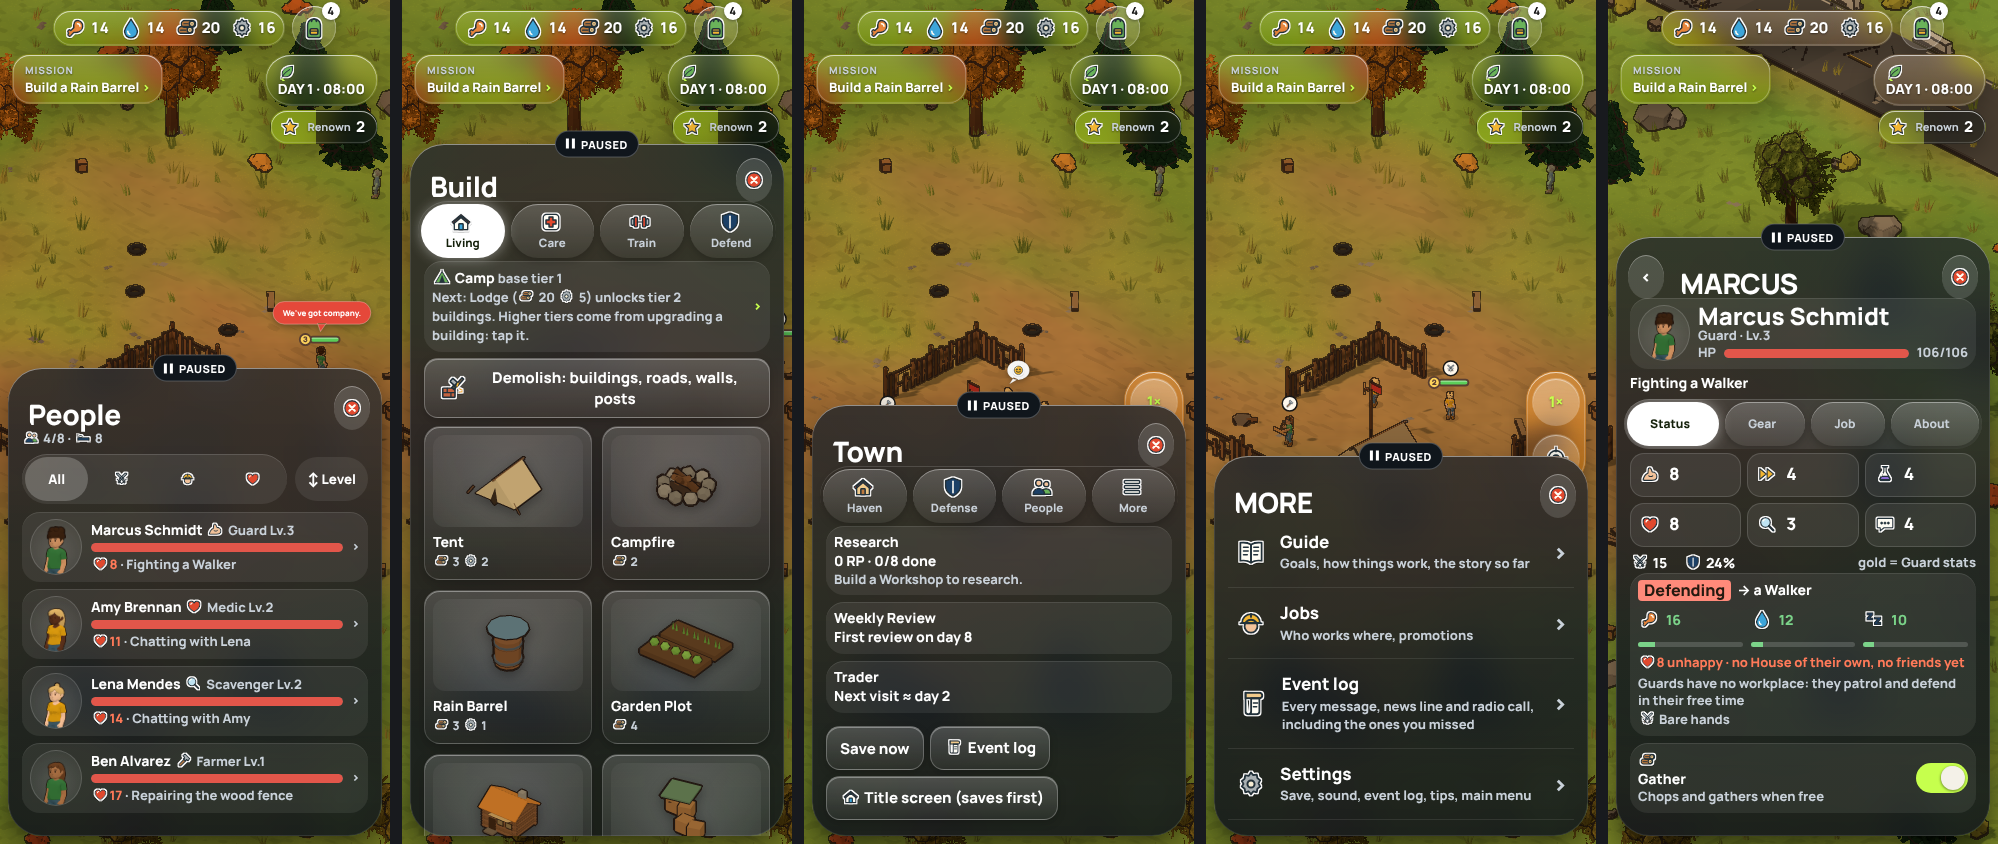 14 14 20 16 4
MISSION
Build a Rain Barrel ›
DAY 1 · 08:00
Renown 2
We've got company.
3
PAUSED
People
4/8 · 8
All
Level
Marcus Schmidt Guard Lv.3
8 · Fighting a Walker
Amy Brennan Medic Lv.2
11 · Chatting with Lena
Lena Mendes Scavenger Lv.2
14 · Chatting with Amy
Ben Alvarez Farmer Lv.1
17 · Repairing the wood fence
14 14 20 16 4
MISSION
Build a Rain Barrel ›
DAY 1 · 08:00
Renown 2
PAUSED
Build
Living Care Train Defend
Camp base tier 1
Next: Lodge ( 20 5) unlocks tier 2
buildings. Higher tiers come from upgrading a
building: tap it.
Demolish: buildings, roads, walls,
posts
Tent
3 2
Campfire
2
Rain Barrel
3 1
Garden Plot
4
14 14 20 16 4
MISSION
Build a Rain Barrel ›
DAY 1 · 08:00
Renown 2
1×
PAUSED
Town
Haven Defense People More
Research
0 RP · 0/8 done
Build a Workshop to research.
Weekly Review
First review on day 8
Trader
Next visit ≈ day 2
Save now
Event log
Title screen (saves first)
14 14 20 16 4
MISSION
Build a Rain Barrel ›
DAY 1 · 08:00
Renown 2
2
1×
PAUSED
MORE
Guide
Goals, how things work, the story so far
Jobs
Who works where, promotions
Event log
Every message, news line and radio call,
including the ones you missed
Settings
Save, sound, event log, tips, main menu
14 14 20 16 4
MISSION
Build a Rain Barrel ›
DAY 1 · 08:00
Renown 2
PAUSED
MARCUS
Marcus Schmidt
Guard · Lv.3
HP 106/106
Fighting a Walker
Status Gear Job About
8 4 4
8 3 4
15 24% gold = Guard stats
Defending → a Walker
16 12 10
8 unhappy · no House of their own, no friends yet
Guards have no workplace: they patrol and defend
in their free time
Bare hands
Gather
Chops and gathers when free